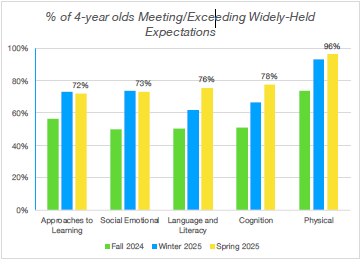 % of 4-year olds Meeting/Exceeding Widely-Held
Expectations
100%
80%
60%
40%
20%
0%
72%
73%
76%
78%
96%
Approaches to
Learning
Social Emotional
Language and
Literacy
Cognition
Physical
Fall 2024
Winter 2025
Spring 2025